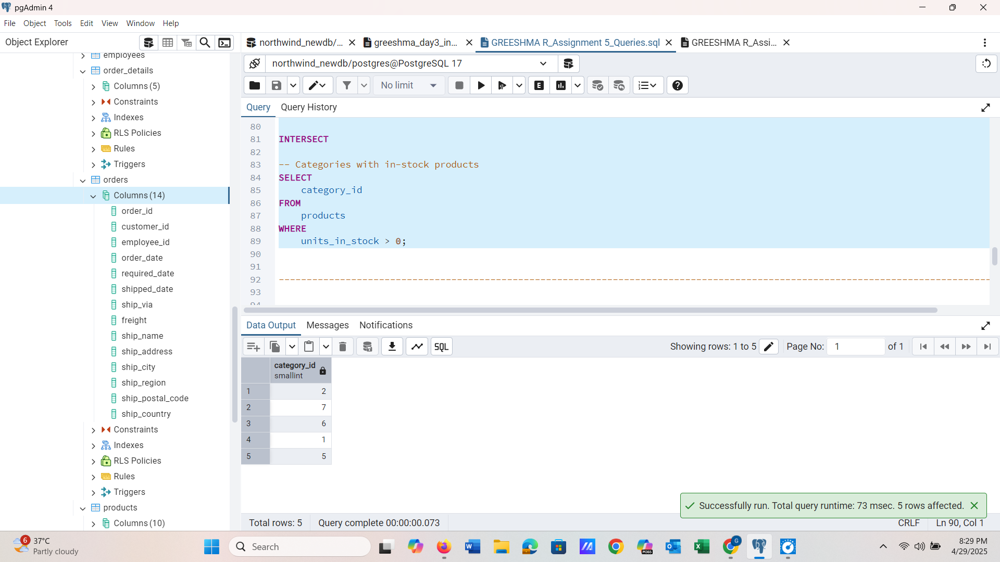 pgAdmin 4
File Object Tools Edit View Window Help
Object Explorer
employees
order_details
Columns (5)
Constraints
Indexes
RLS Policies
Rules
Triggers
orders
Columns (14)
order_id
customer_id
employee_id
order_date
required_date
shipped_date
ship_via
freight
ship_name
ship_address
ship_city
ship_region
ship_postal_code
ship_country
Constraints
Indexes
RLS Policies
Rules
Triggers
products
Columns (10)
northwind_newdb/... greeshma_day3_in... GREESHMA R_Assignment 5_Queries.sql GREESHMA R_Assi...
northwind_newdb/postgres@PostgreSQL 17
No limit E
Query Query History
80
81 INTERSECT
82
83 -- Categories with in-stock products
84 SELECT
85 category_id
86 FROM
87 products
88 WHERE
89 units_in_stock > 0;
90
91
92 --------------------------------------------------------------------------------------------------------------------------------
93
94
Data Output Messages Notifications
SQL Showing rows: 1 to 5 Page No: 1 of 1
category_id
smallint
1 2
2 7
3 6
4 1
5 5
Successfully run. Total query runtime: 73 msec. 5 rows affected.
Total rows: 5 Query complete 00:00:00.073 CRLF Ln 90, Col 1
6 37°C
Partly cloudy
Search
M365
G
8:29 PM
4/29/2025